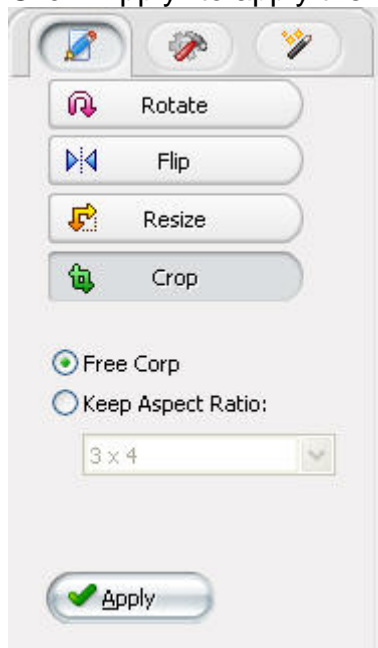 Rotate
Flip
Resize
Crop
Free Corp
Keep Aspect Ratio:
3 x 4
Apply